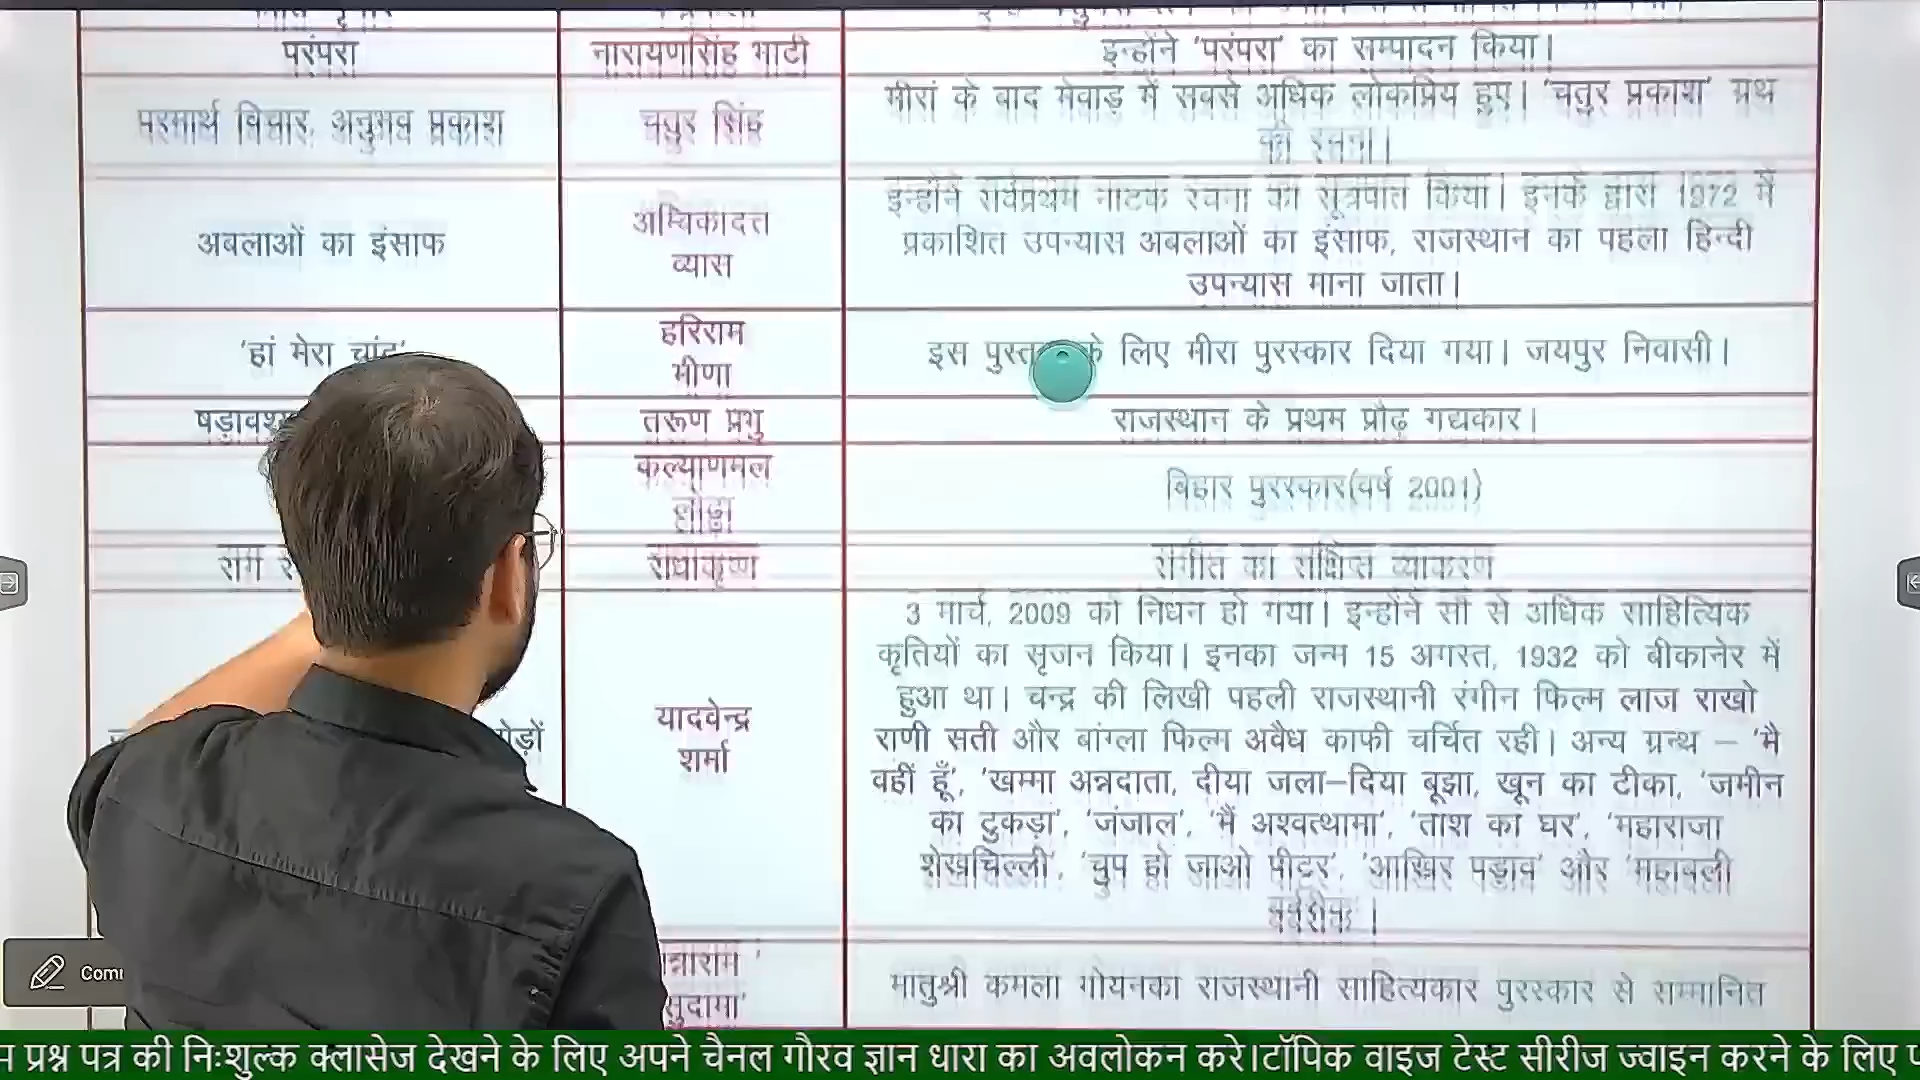 परंपरा
नारायणसिंह भाटी
इन्होंने 'परंपरा' का सम्पादन किया।
परमार्थ विचार, अनुभव प्रकाश
चतुर सिंह
मीरां के बाद मेवाड़ में सबसे अधिक लोकप्रिय हुए। 'चतुर प्रकाश' ग्रंथ
की रचना।
अबलाओं का इंसाफ
अम्बिकादत्त
व्यास
इन्होंने सर्वप्रथम नाटक रचना का सूत्रपात किया। इनके द्वारा 1972 में
प्रकाशित उपन्यास अबलाओं का इंसाफ, राजस्थान का पहला हिन्दी
उपन्यास माना जाता।
'हां मेरा चांद'
हरिराम
मीणा
इस के लिए मीरा पुरस्कार दिया गया। जयपुर निवासी।
तरूण प्रभु
राजस्थान के प्रथम प्रौढ़ गद्यकार।
कल्याणमल
लोढ़ा
बिहार पुरस्कार(वर्ष 2001)
राग
राधाकृष्ण
संगीत का संक्षिप्त व्याकरण
यादवेन्द्र
शर्मा
3 मार्च, 2009 को निधन हो गया। इन्होंने सौ से अधिक साहित्यिक
कृतियों का सृजन किया। इनका जन्म 15 अगस्त, 1932 को बीकानेर में
हुआ था। चन्द्र की लिखी पहली राजस्थानी रंगीन फिल्म लाज राखो
राणी सती और बांग्ला फिल्म अवैध काफी चर्चित रही। अन्य ग्रन्थ – 'मै
वहीं हूँ', 'खम्मा अन्नदाता, दीया जला–दिया बूझा, खून का टीका, 'जमीन
का टुकड़ा', 'जंजाल', 'मैं अश्वत्थामा', 'ताश का घर', 'महाराजा
शेखचिल्ली', 'चुप हो जाओ पीटर', 'आखिर पड़ाव' और 'महाबली
बर्बरीक'।
सुदामा'
मातुश्री कमला गोयनका राजस्थानी साहित्यकार पुरस्कार से सम्मानित
प्रश्न पत्र की निःशुल्क क्लासेज देखने के लिए अपने चैनल गौरव ज्ञान धारा का अवलोकन करे।टॉपिक वाइज टेस्ट सीरीज ज्वाइन करने के लिए